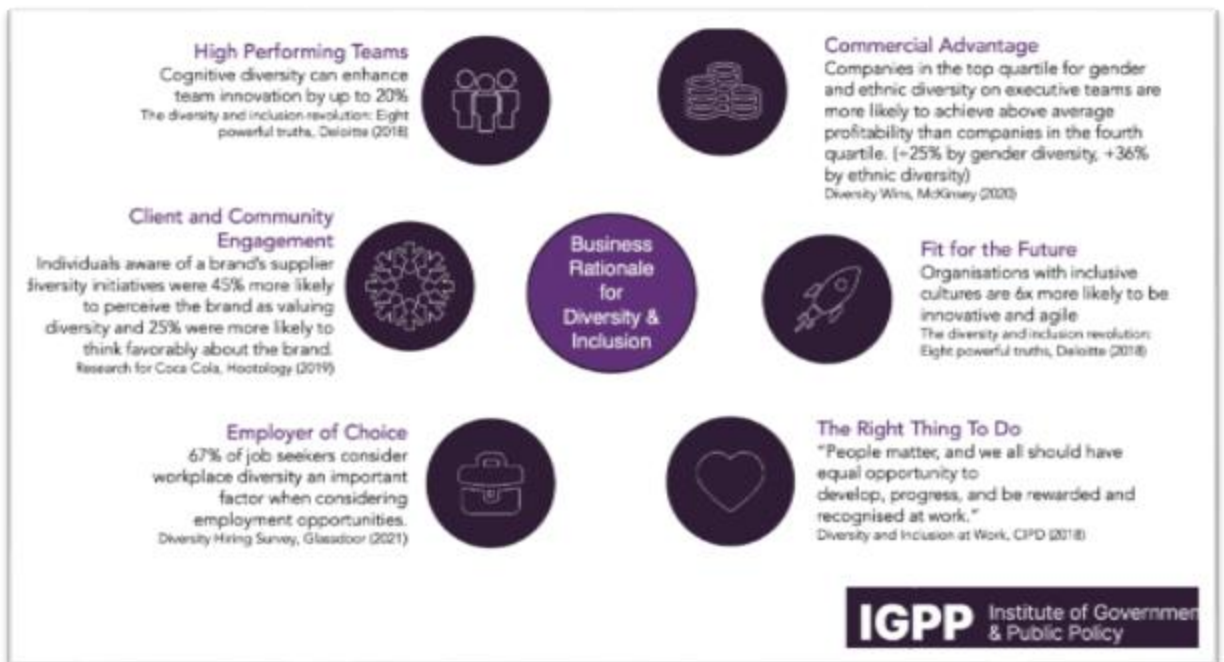 High Performing Teams
Cognitive diversity can enhance
team innovation by up to 20%
The diversity and inclusion revolution: Eight
powerful truths, Deloitte (2018)
Commercial Advantage
Companies in the top quartile for gender
and ethnic diversity on executive teams are
more likely to achieve above average
profitability than companies in the fourth
quartile. (+25% by gender diversity, +36%
by ethnic diversity)
Diversity Wins, McKinsey (2020)
Client and Community
Engagement
Individuals aware of a brand's supplier
diversity initiatives were 45% more likely
to perceive the brand as valuing
diversity and 25% were more likely to
think favorably about the brand.
Research for Coca Cola, Hootology (2019)
Business
Rationale
for
Diversity &
Inclusion
Fit for the Future
Organisations with inclusive
cultures are 6x more likely to be
innovative and agile
The diversity and inclusion revolution:
Eight powerful truths, Deloitte (2018)
Employer of Choice
67% of job seekers consider
workplace diversity an important
factor when considering
employment opportunities.
Diversity Hiring Survey, Glassdoor (2021)
The Right Thing To Do
"People matter, and we all should have
equal opportunity to
develop, progress, and be rewarded and
recognised at work."
Diversity and Inclusion at Work, CIPD (2018)
IGPP
Institute of Governmen
& Public Policy